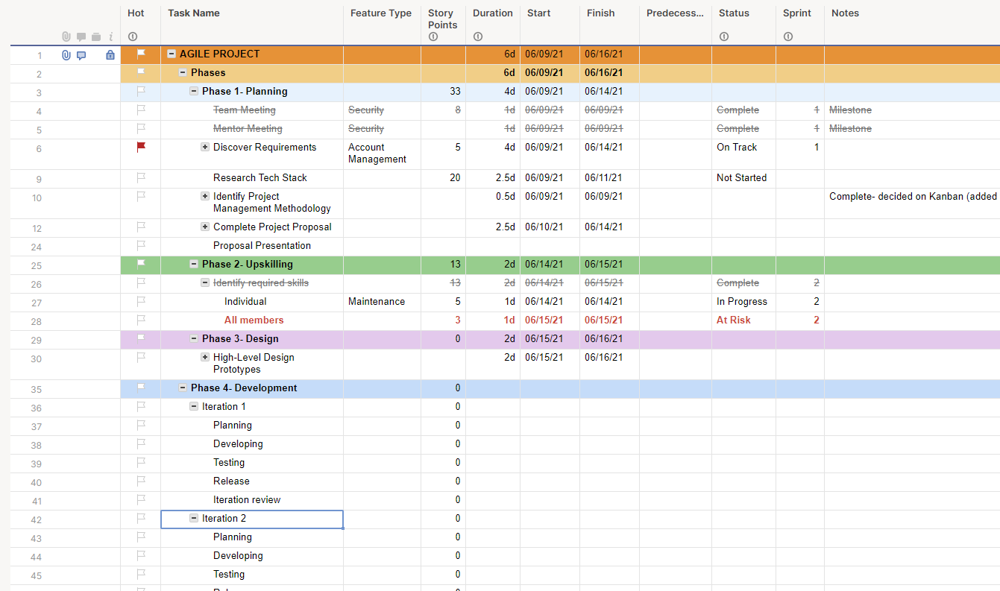 Hot Task Name Feature Type Story Points Duration Start Finish Predecess... Status Sprint Notes
1 AGILE PROJECT 6d 06/09/21 06/16/21
2 Phases 6d 06/09/21 06/16/21
3 Phase 1- Planning 33 4d 06/09/21 06/14/21
4 Team Meeting Security 8 1d 06/09/21 06/09/21 Complete 1 Milestone
5 Mentor Meeting Security 1d 06/09/21 06/09/21 Complete 1 Milestone
6 Discover Requirements Account Management 5 4d 06/09/21 06/14/21 On Track 1
9 Research Tech Stack 20 2.5d 06/09/21 06/11/21 Not Started
10 Identify Project Management Methodology 0.5d 06/09/21 06/09/21 Complete- decided on Kanban (added
12 Complete Project Proposal 2.5d 06/10/21 06/14/21
24 Proposal Presentation
25 Phase 2- Upskilling 13 2d 06/14/21 06/15/21
26 Identify required skills 13 2d 06/14/21 06/15/21 Complete 2
27 Individual Maintenance 5 1d 06/14/21 06/14/21 In Progress 2
28 All members 3 1d 06/15/21 06/15/21 At Risk 2
29 Phase 3- Design 0 2d 06/15/21 06/16/21
30 High-Level Design Prototypes 2d 06/15/21 06/16/21
35 Phase 4- Development 0
36 Iteration 1 0
37 Planning 0
38 Developing 0
39 Testing 0
40 Release 0
41 Iteration review 0
42 Iteration 2 0
43 Planning 0
44 Developing 0
45 Testing 0